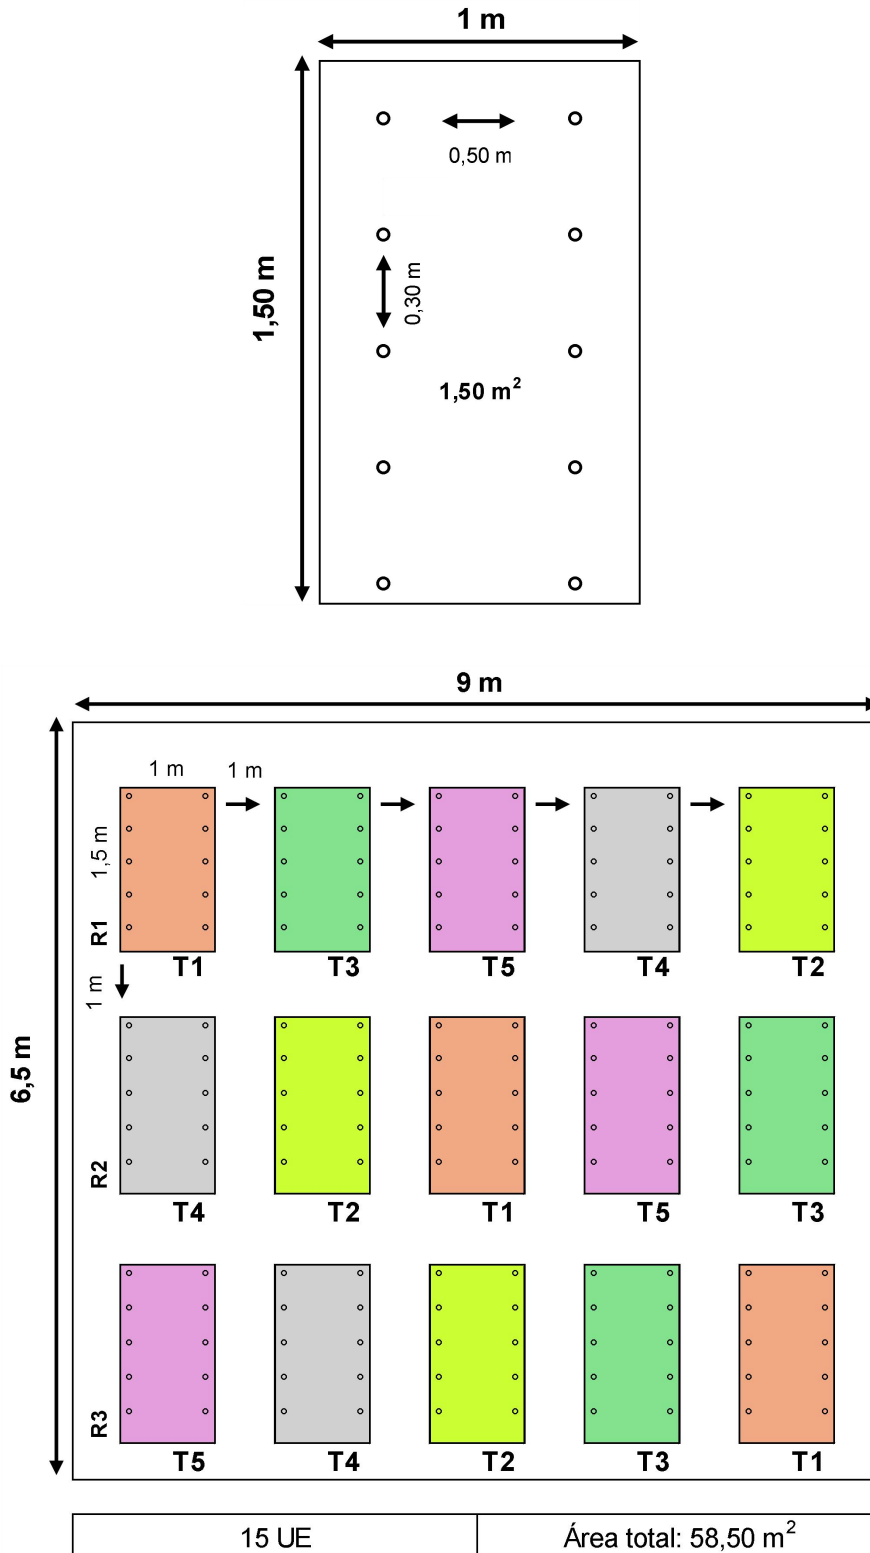 1 m
0,50 m
1,50 m
0,30 m
1,50 m²
9 m
1 m 1 m
1,5 m
R1
T1 T3 T5 T4 T2
1 m
6,5 m
R2
T4 T2 T1 T5 T3
R3
T5 T4 T2 T3 T1
15 UE Área total: 58,50 m²